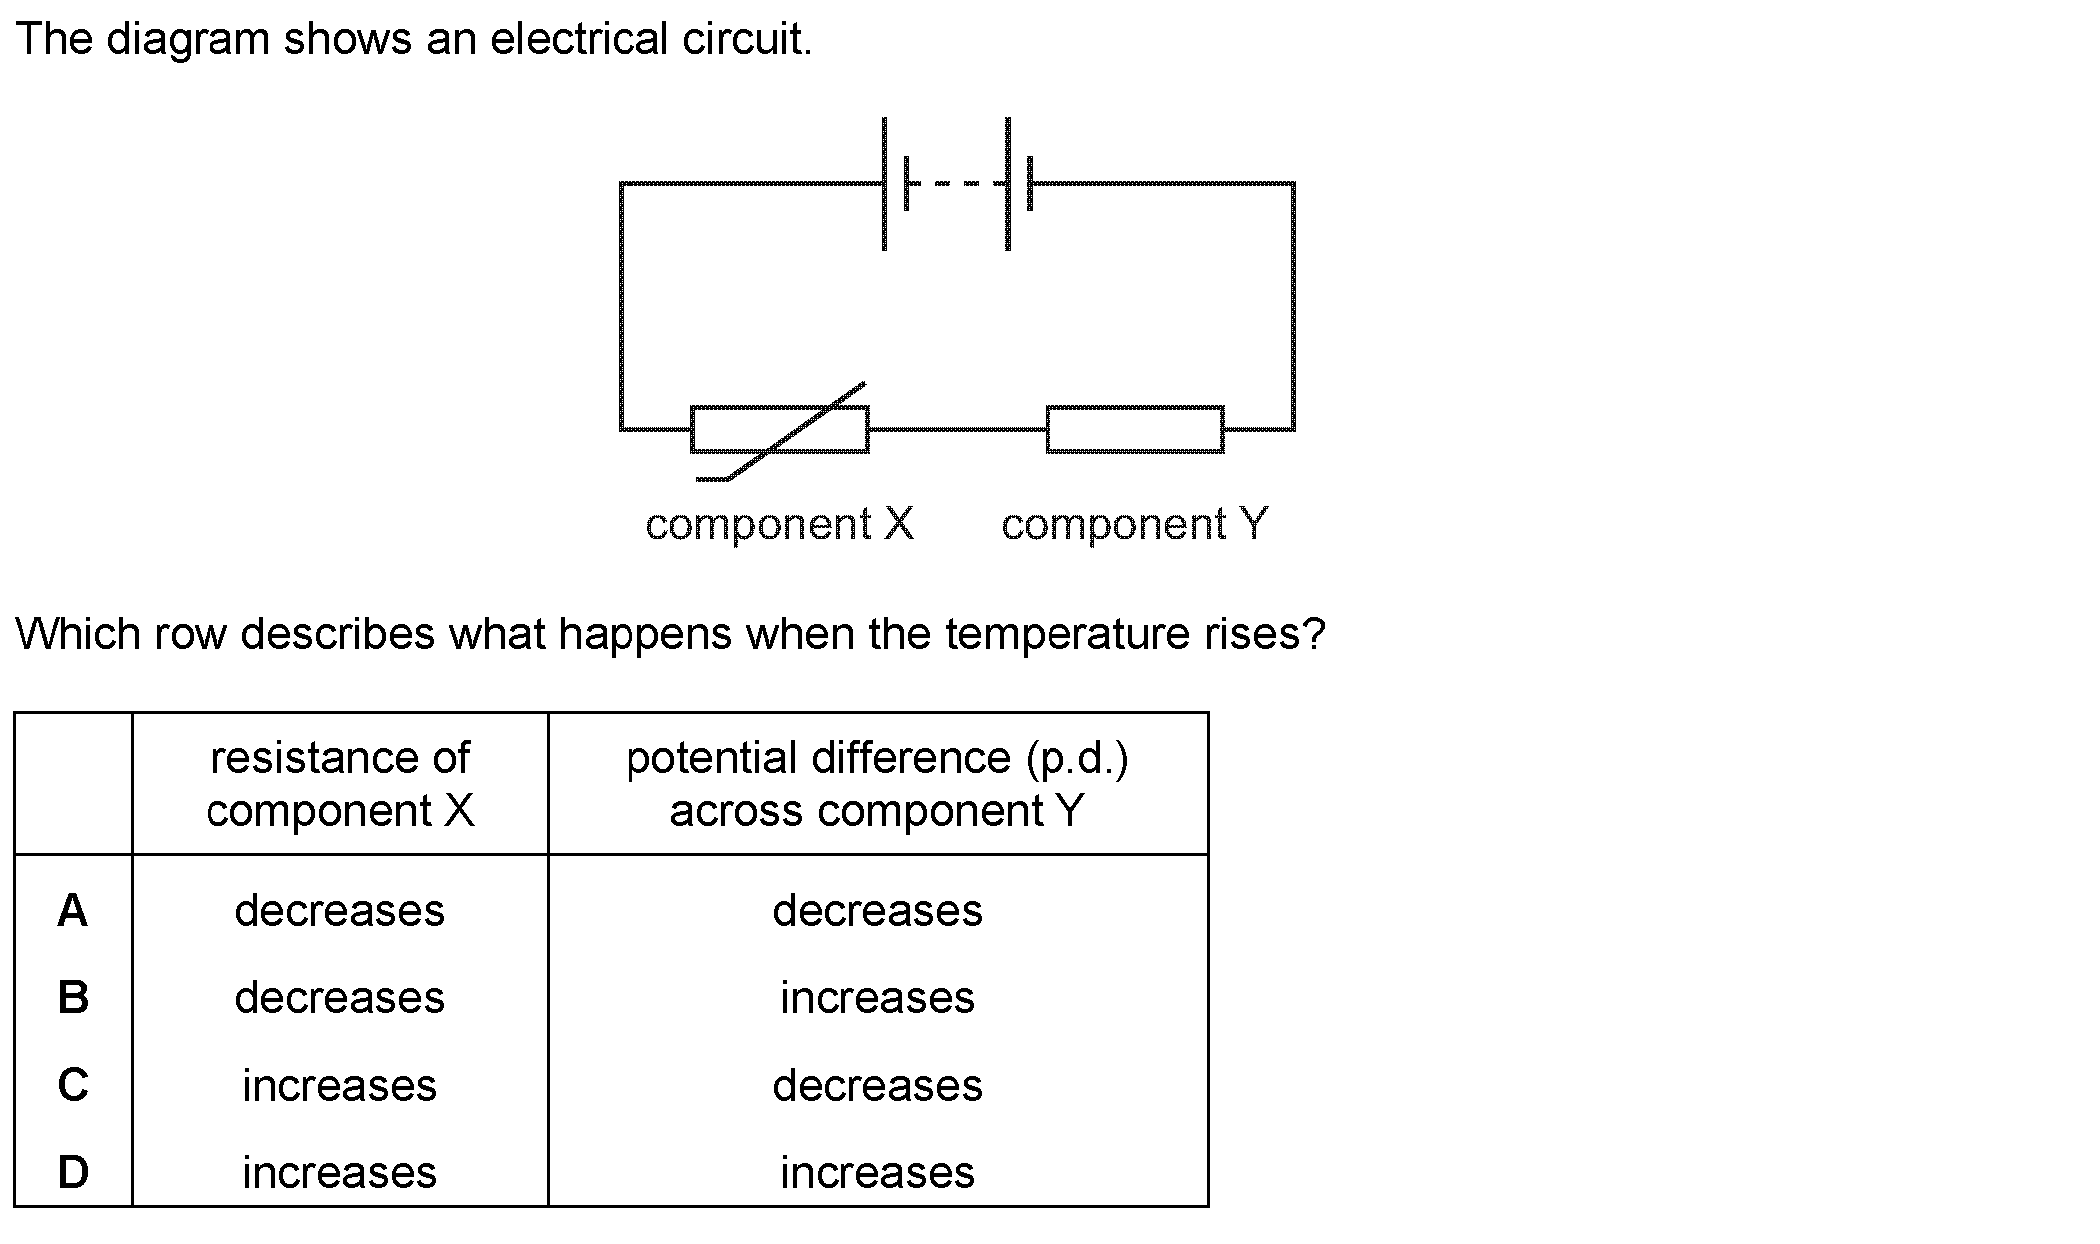 The diagram shows an electrical circuit.
component X component Y
Which row describes what happens when the temperature rises?
resistance of component X potential difference (p.d.) across component Y
A decreases decreases
B decreases increases
C increases decreases
D increases increases